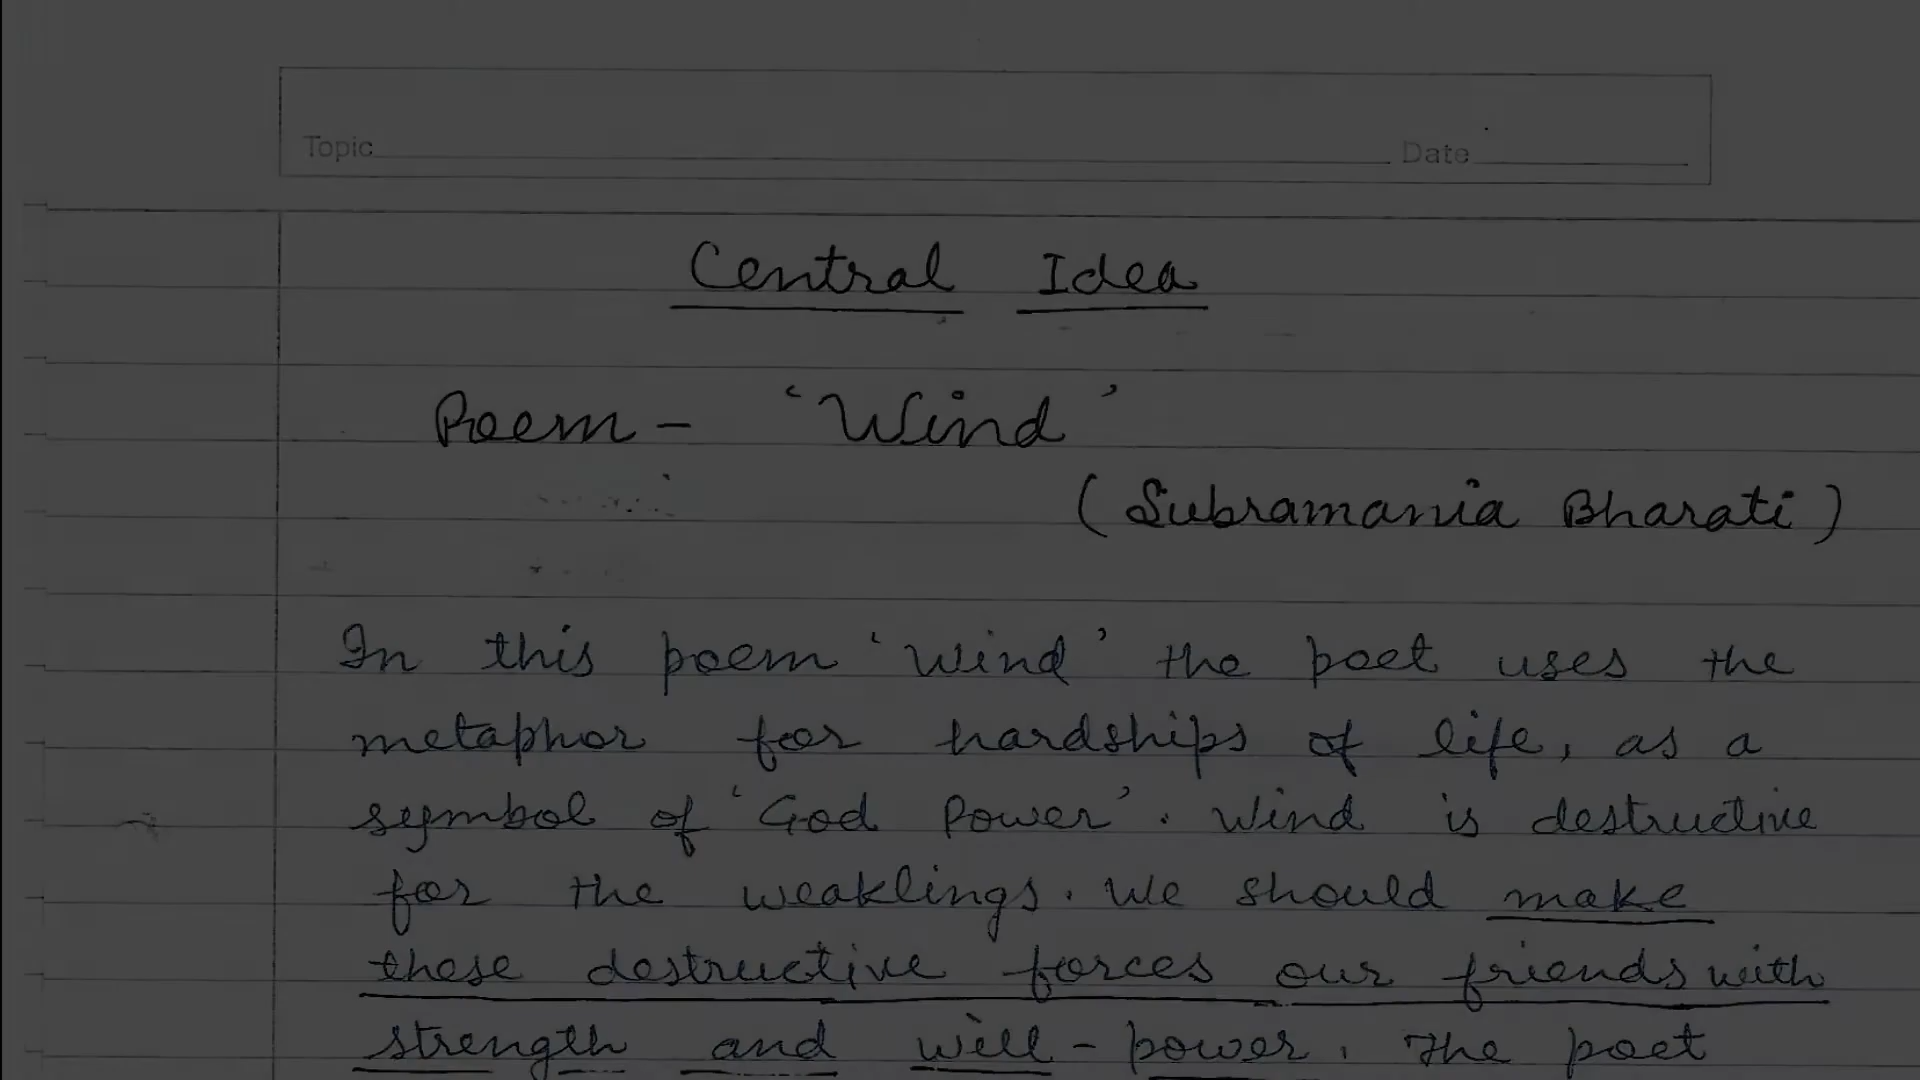 Topic
Date
Central Idea
Poem - 'Wind'
(Subramania Bharati)
In this poem 'Wind' the poet uses the
metaphor for hardships of life, as a
symbol of 'God Power'. Wind is destructive
for the weaklings. We should make
these destructive forces our friends with
strength and will-power. The poet